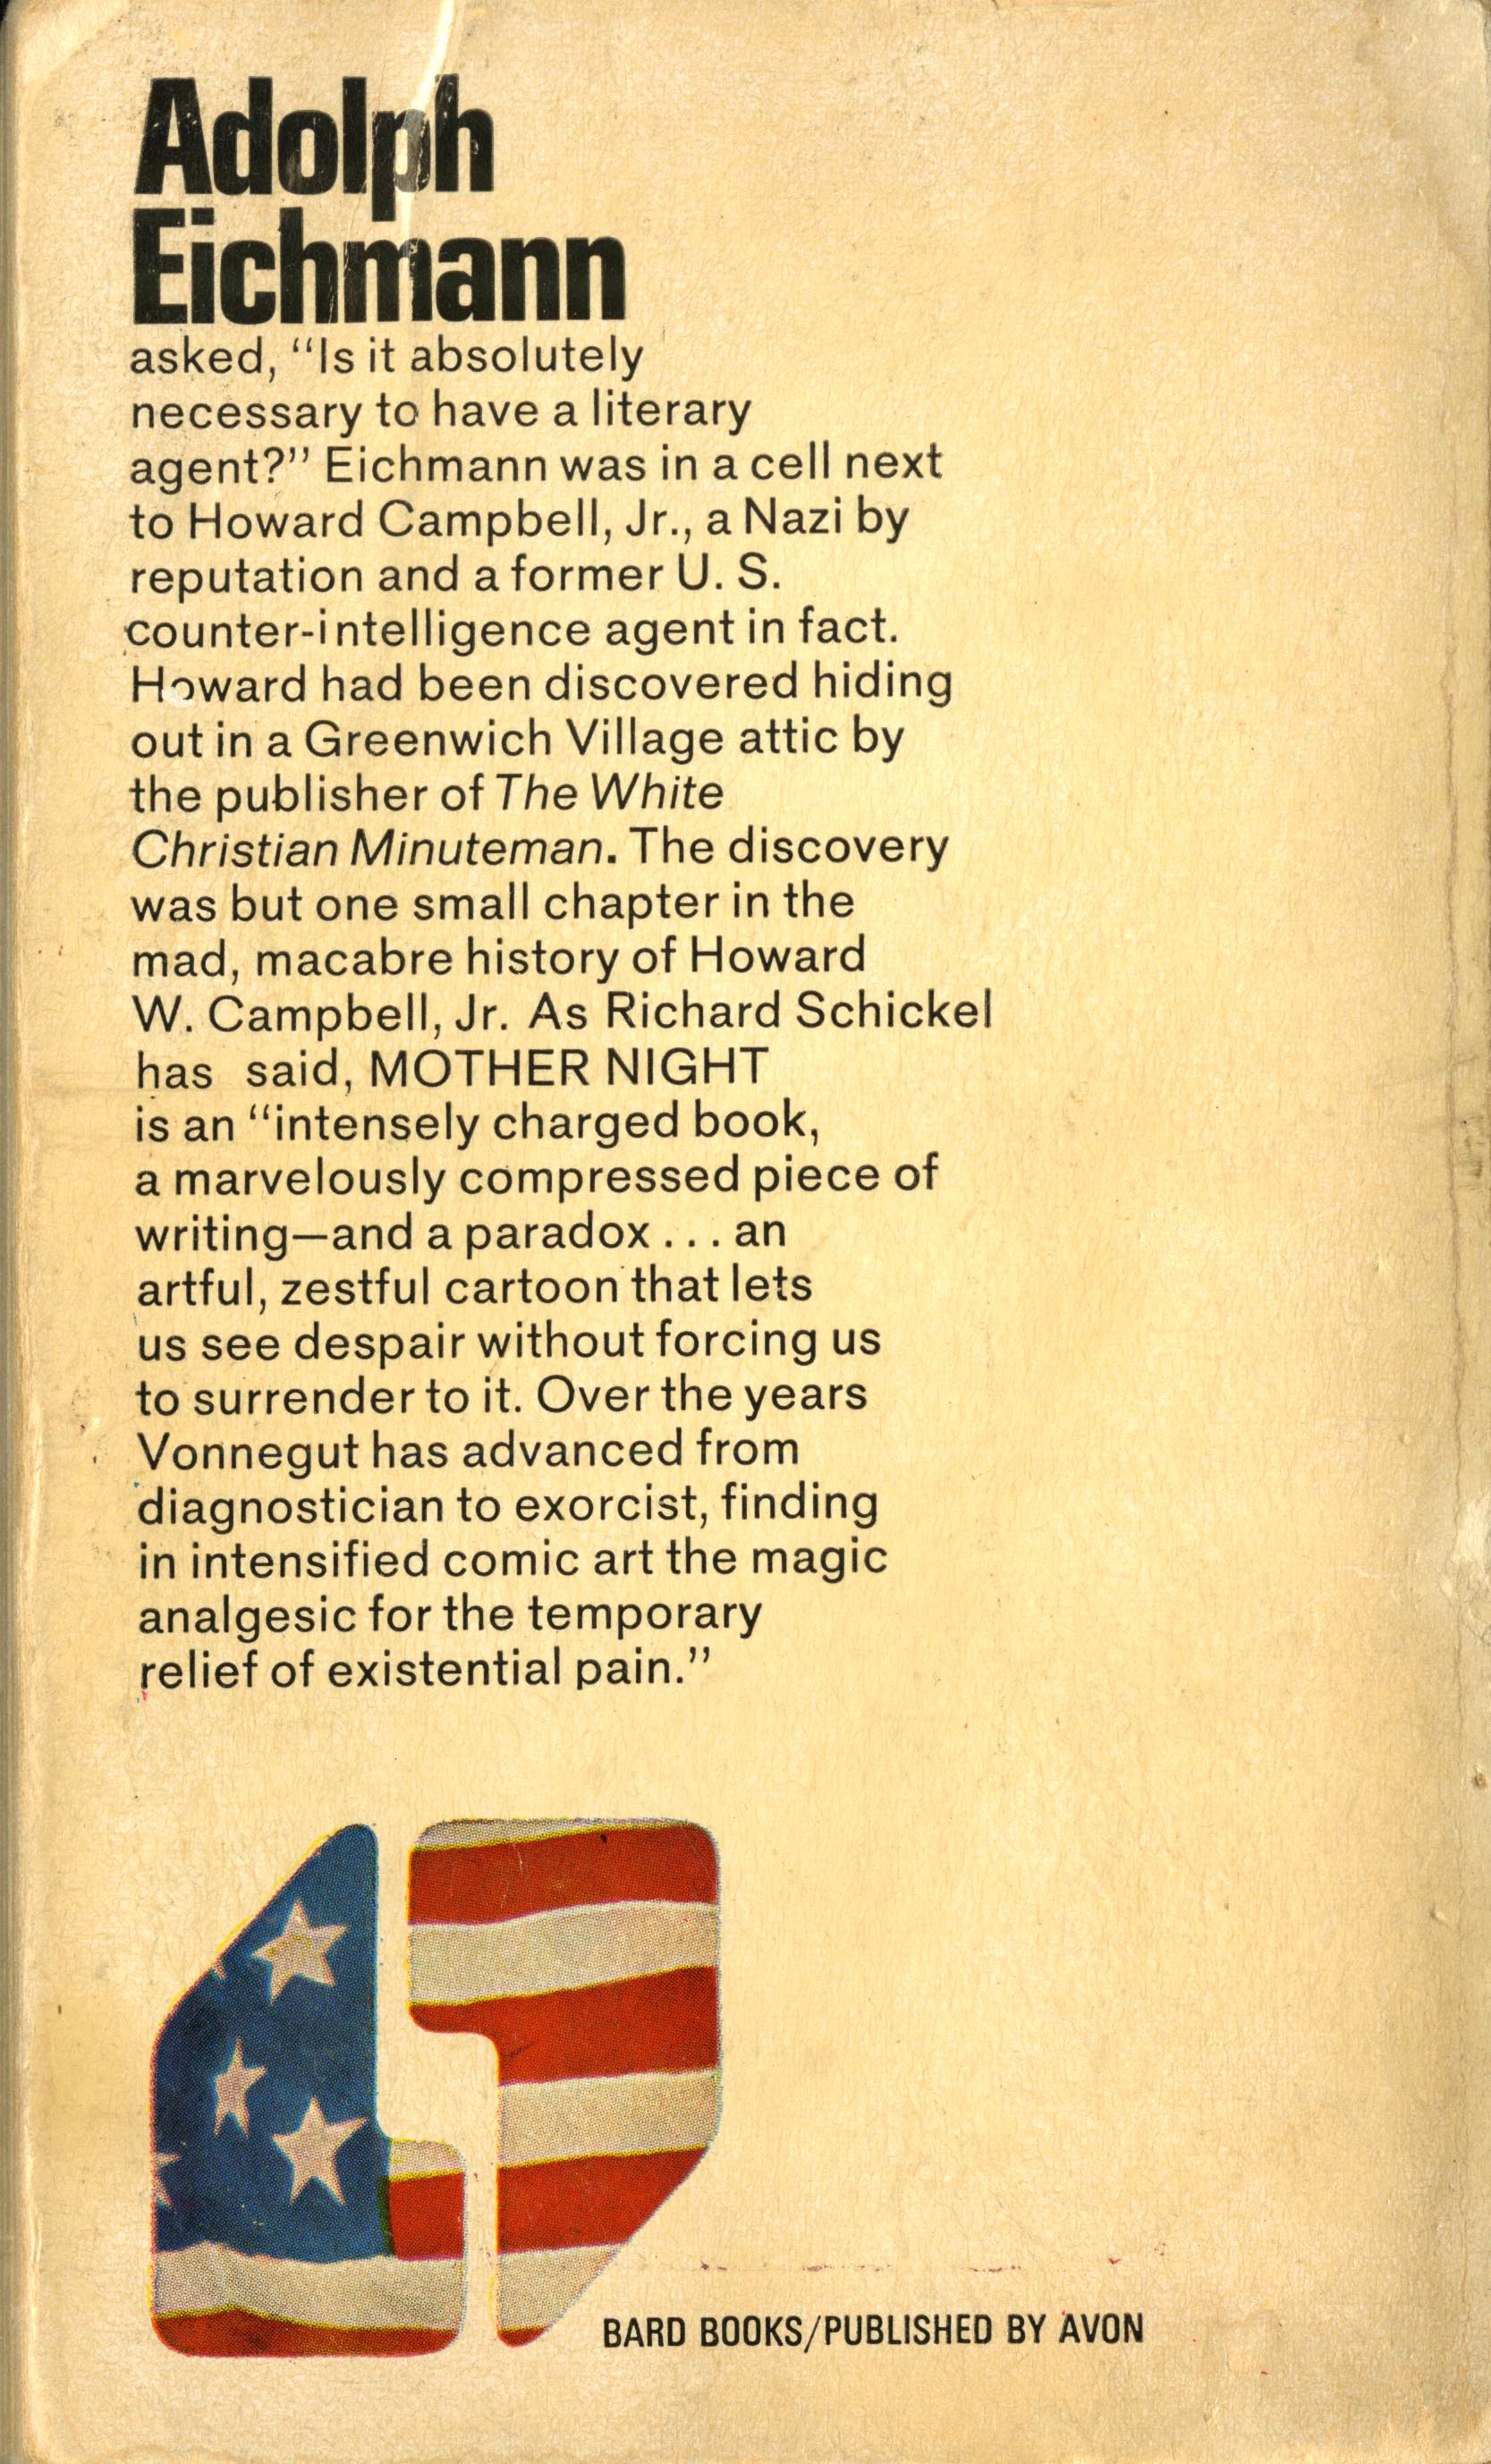 Adolph
Eichmann
asked, “Is it absolutely
necessary to have a literary
agent?” Eichmann was in a cell next
to Howard Campbell, Jr., a Nazi by
reputation and a former U. S.
counter-intelligence agent in fact.
Howard had been discovered hiding
out in a Greenwich Village attic by
the publisher of The White
Christian Minuteman. The discovery
was but one small chapter in the
mad, macabre history of Howard
W. Campbell, Jr. As Richard Schickel
has said, MOTHER NIGHT
is an “intensely charged book,
a marvelously compressed piece of
writing—and a paradox . . . an
artful, zestful cartoon that lets
us see despair without forcing us
to surrender to it. Over the years
Vonnegut has advanced from
diagnostician to exorcist, finding
in intensified comic art the magic
analgesic for the temporary
relief of existential pain.”
BARD BOOKS/PUBLISHED BY AVON